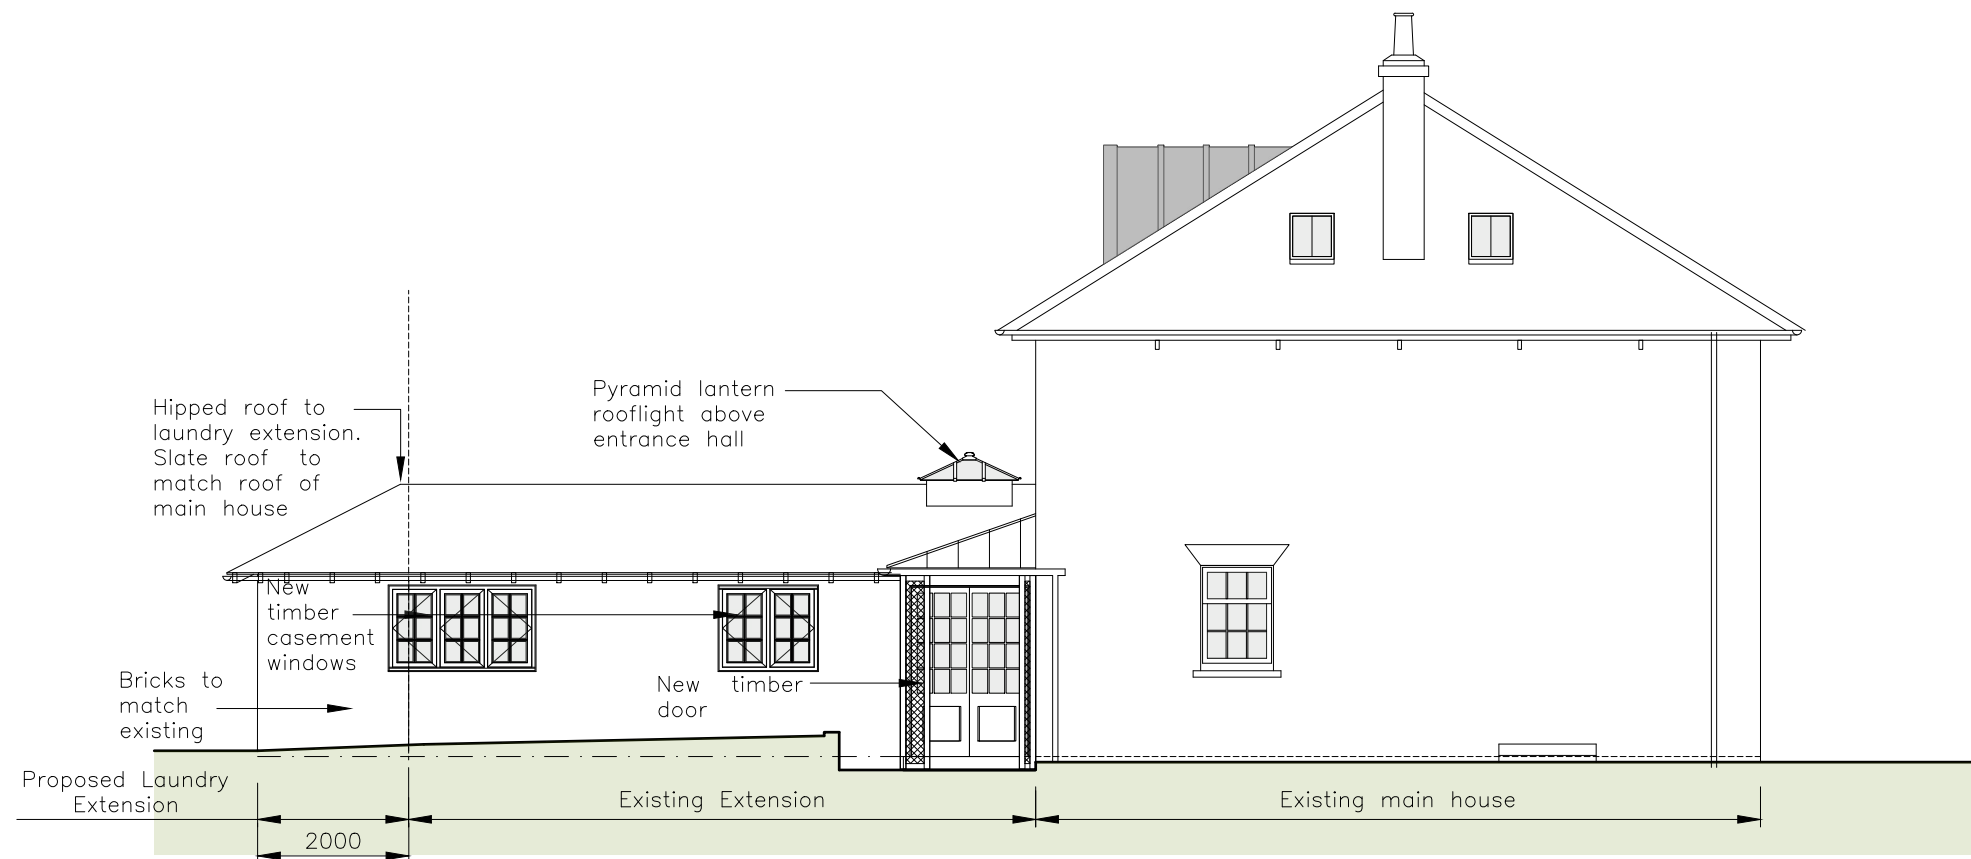 Pyramid lantern
rooflight above
entrance hall
Hipped roof to
laundry extension.
Slate roof to
match roof of
main house
New
timber
casement
windows
Bricks to
match
existing
New timber
door
Proposed Laundry
Extension
Existing Extension
Existing main house
2000